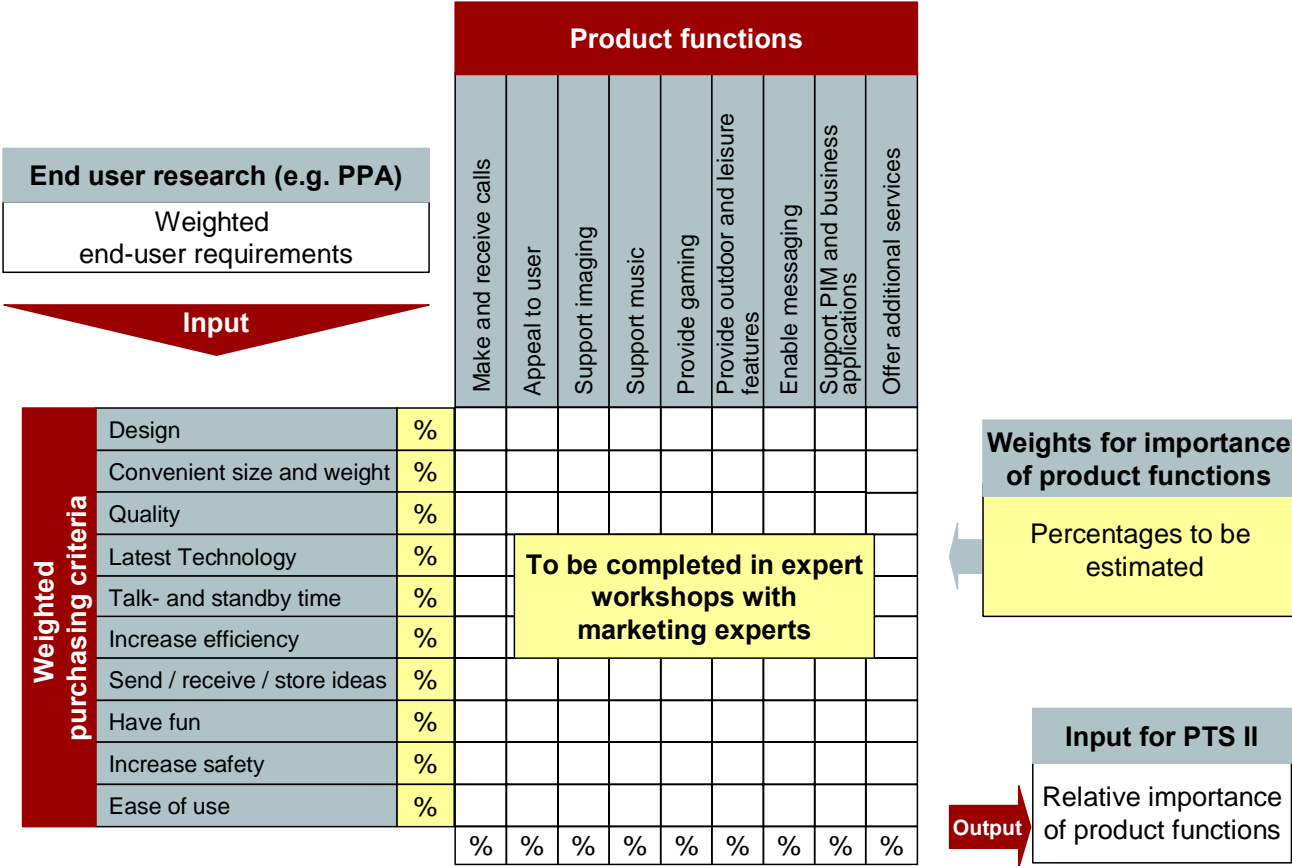 Product functions
End user research (e.g. PPA)
Weighted
end-user requirements
Input
Make and receive calls
Appeal to user
Support imaging
Support music
Provide gaming
Provide outdoor and leisure
features
Enable messaging
Support PIM and business
applications
Offer additional services
Weighted
purchasing criteria
Design %
Convenient size and weight %
Quality %
Latest Technology %
Talk- and standby time %
Increase efficiency %
Send / receive / store ideas %
Have fun %
Increase safety %
Ease of use %
To be completed in expert
workshops with
marketing experts
% % % % % % % % %
Weights for importance
of product functions
Percentages to be
estimated
Output
Input for PTS II
Relative importance
of product functions